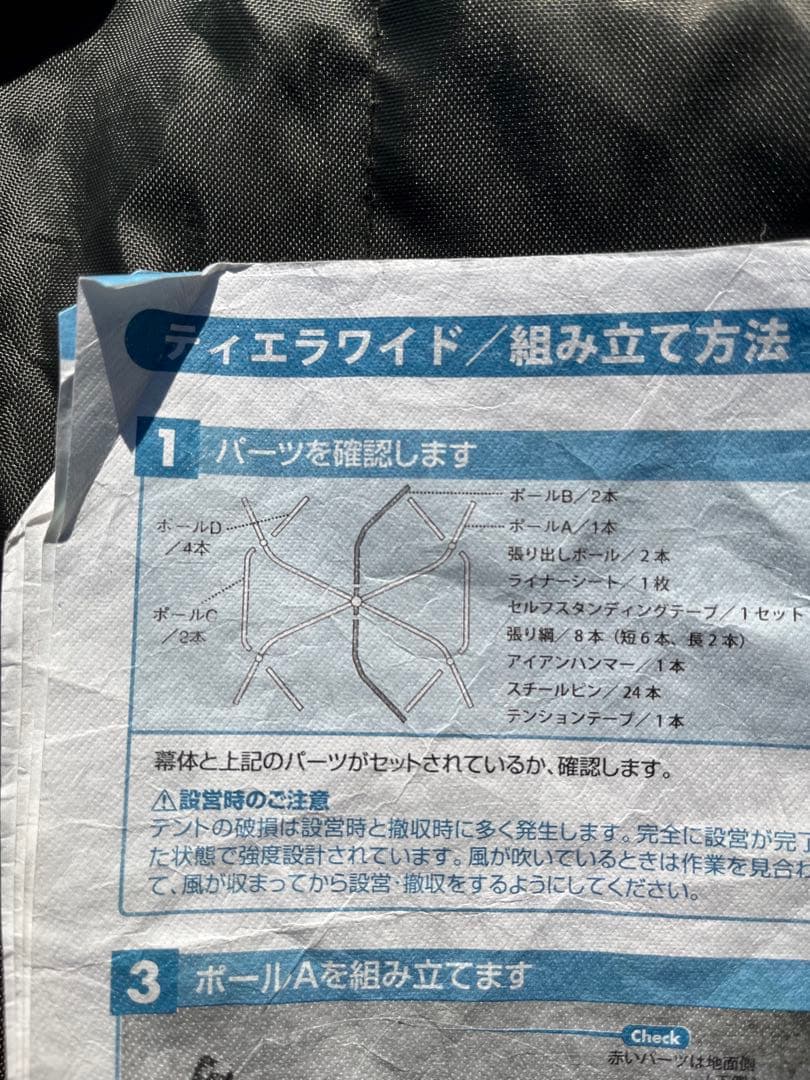 ティエラワイド／組み立て方法
1 パーツを確認します
ポールD
／4本
ポールC
／2本
ポールB／2本
ポールA／1本
張り出しポール／2本
ライナーシート／1枚
セルフスタンディングテープ／1セット
張り綱／8本（短6本、長2本）
アイアンハンマー／1本
スチールピン／24本
テンションテープ／1本
幕体と上記のパーツがセットされているか、確認します。
⚠設営時のご注意
テントの破損は設営時と撤収時に多く発生します。完全に設営が完了
た状態で強度設計されています。風が吹いているときは作業を見合わ
て、風が収まってから設営・撤収をするようにしてください。
3 ポールAを組み立てます
Check
赤いパーツは地面側